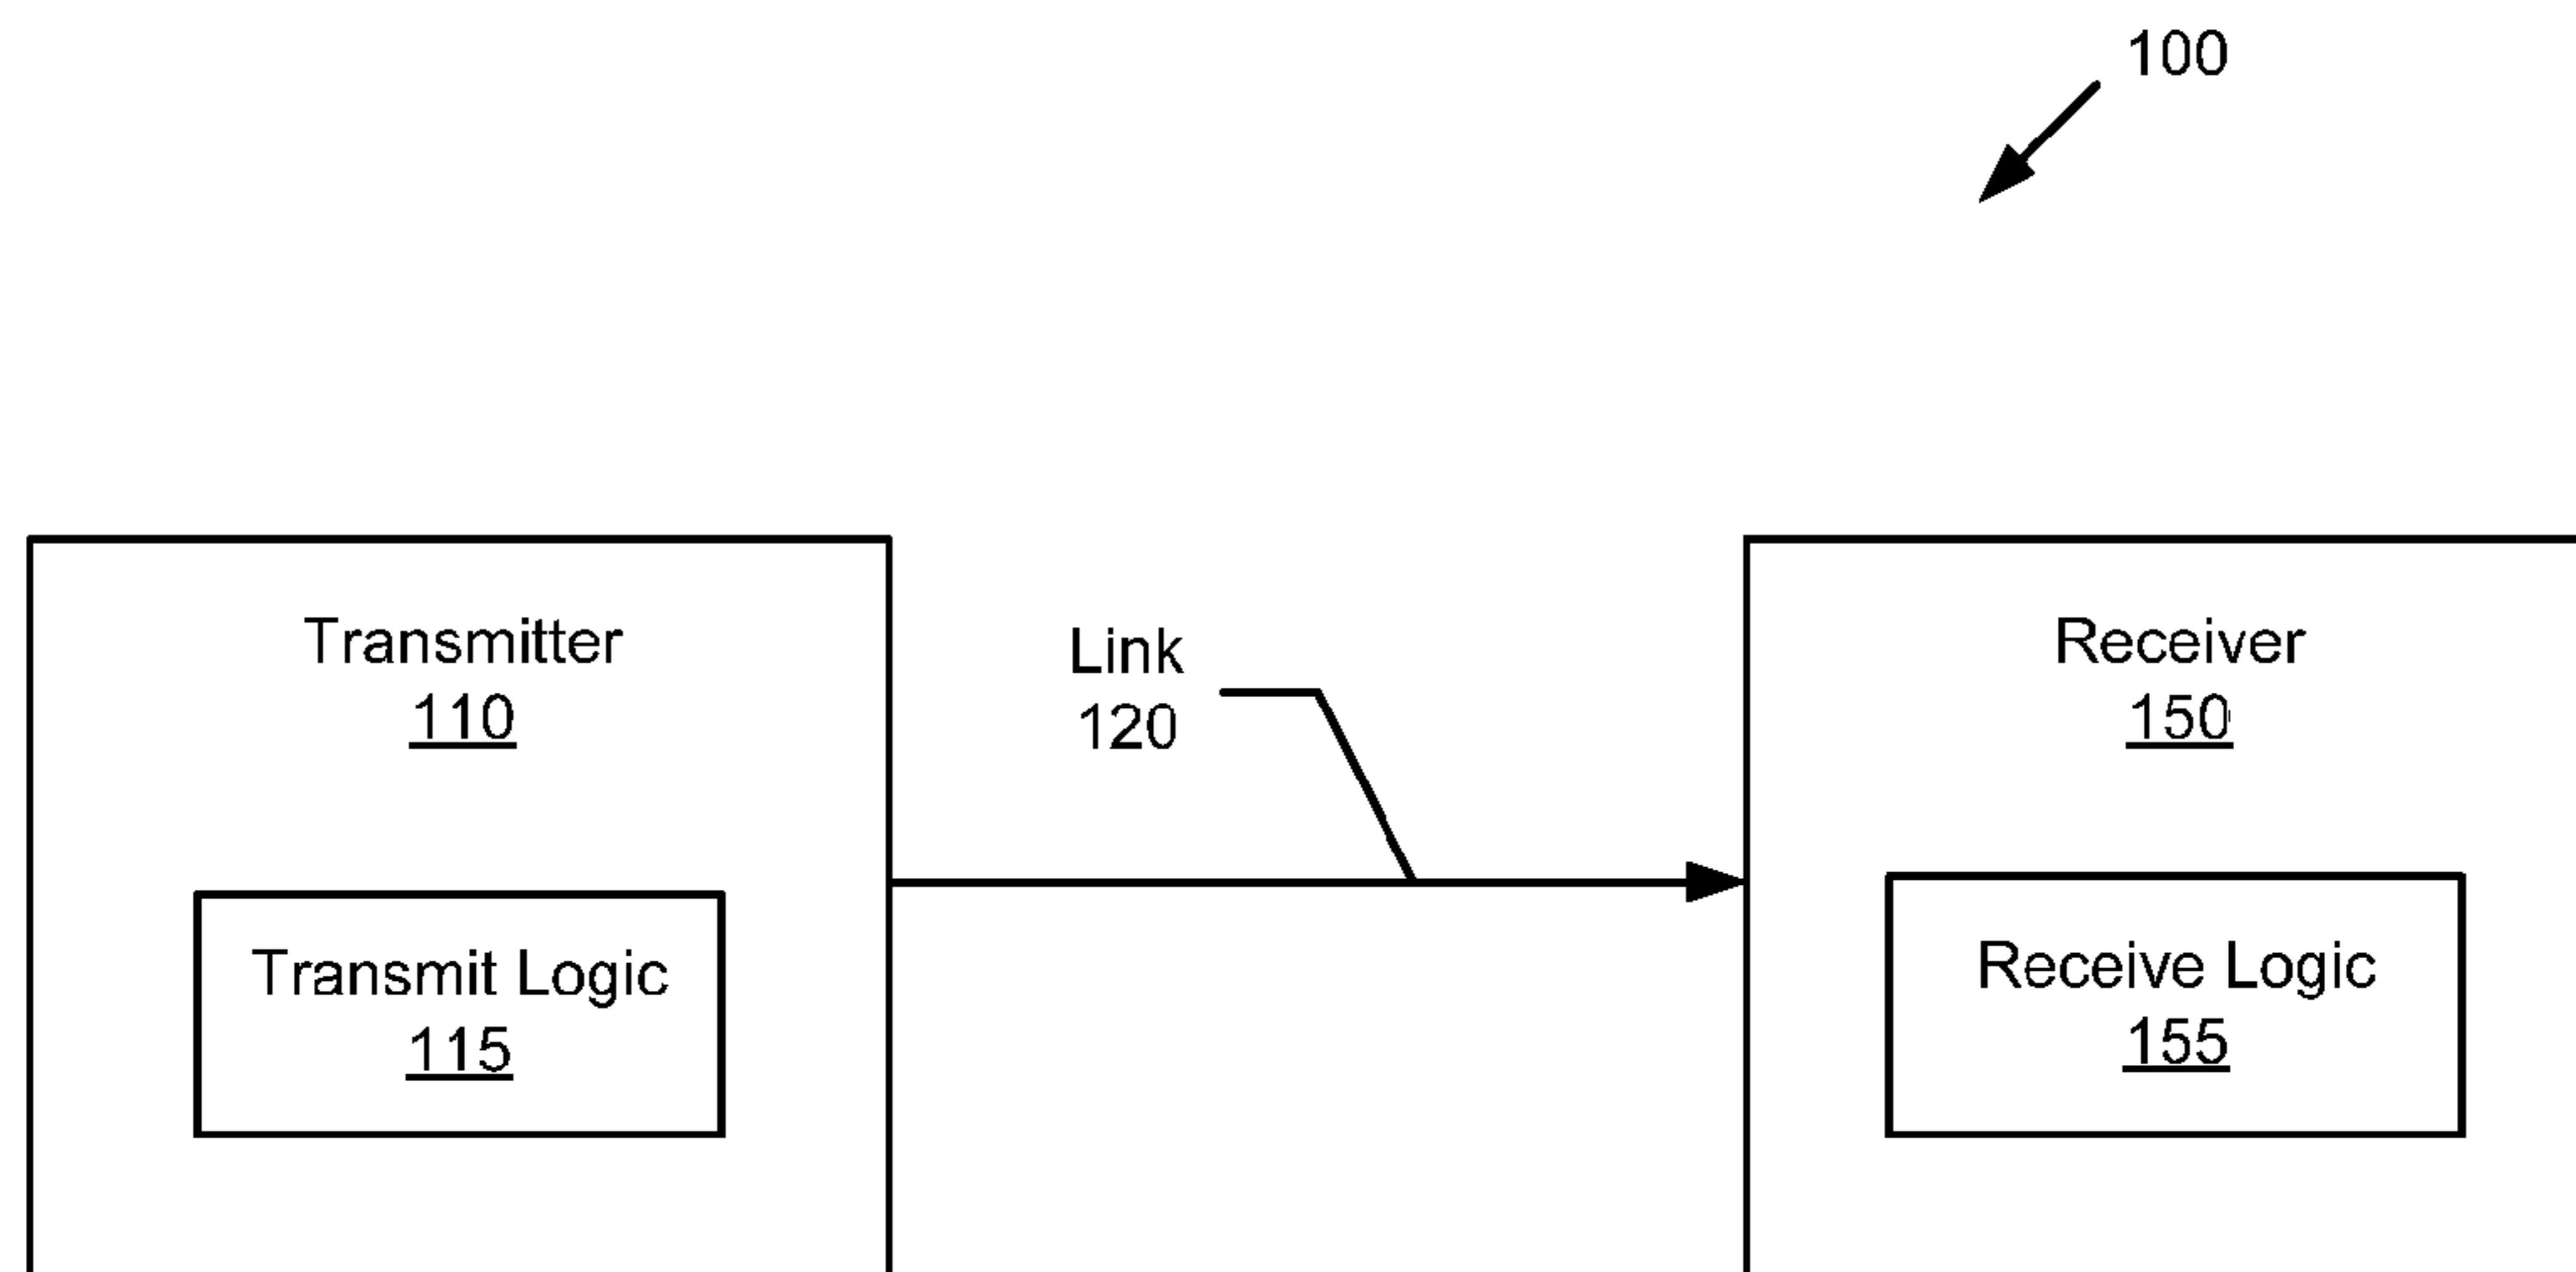 100
Transmitter
110
Link
120
Receiver
150
Transmit Logic
115
Receive Logic
155